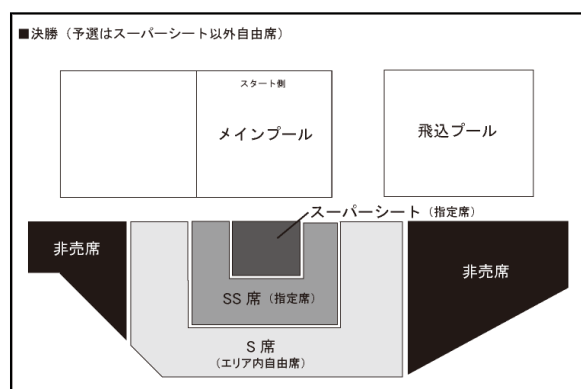 ■決勝（予選はスーパーシート以外自由席）
スタート側
メインプール
飛込プール
スーパーシート（指定席）
非売席
非売席
SS 席（指定席）
S 席
（エリア内自由席）